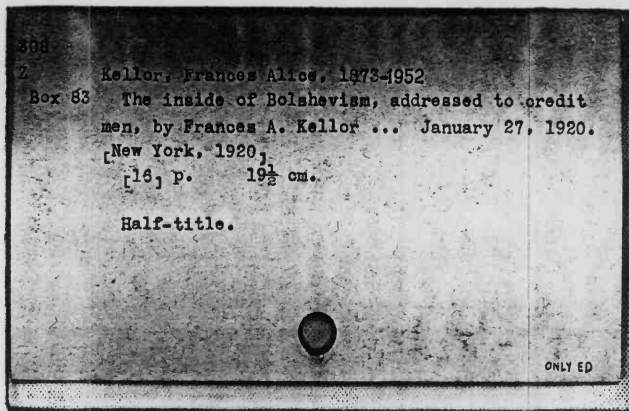 308
Z Kellor, Frances Alice, 1873-1952
Box 83 The inside of Bolshevism, addressed to credit
men, by Frances A. Kellor ... January 27, 1920.
[New York, 1920]
[16] p. 19½ cm.
Half-title.
ONLY ED